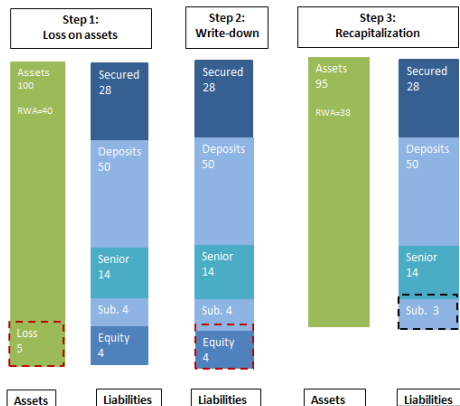 Step 1:
Loss on assets
Step 2:
Write-down
Step 3:
Recapitalization
Assets
100
RWA=40
Loss
5
Secured
28
Deposits
50
Senior
14
Sub. 4
Equity
4
Secured
28
Deposits
50
Senior
14
Sub. 4
Equity
4
Assets
95
RWA=38
Secured
28
Deposits
50
Senior
14
Sub. 3
Assets
Liabilities
Liabilities
Assets
Liabilities